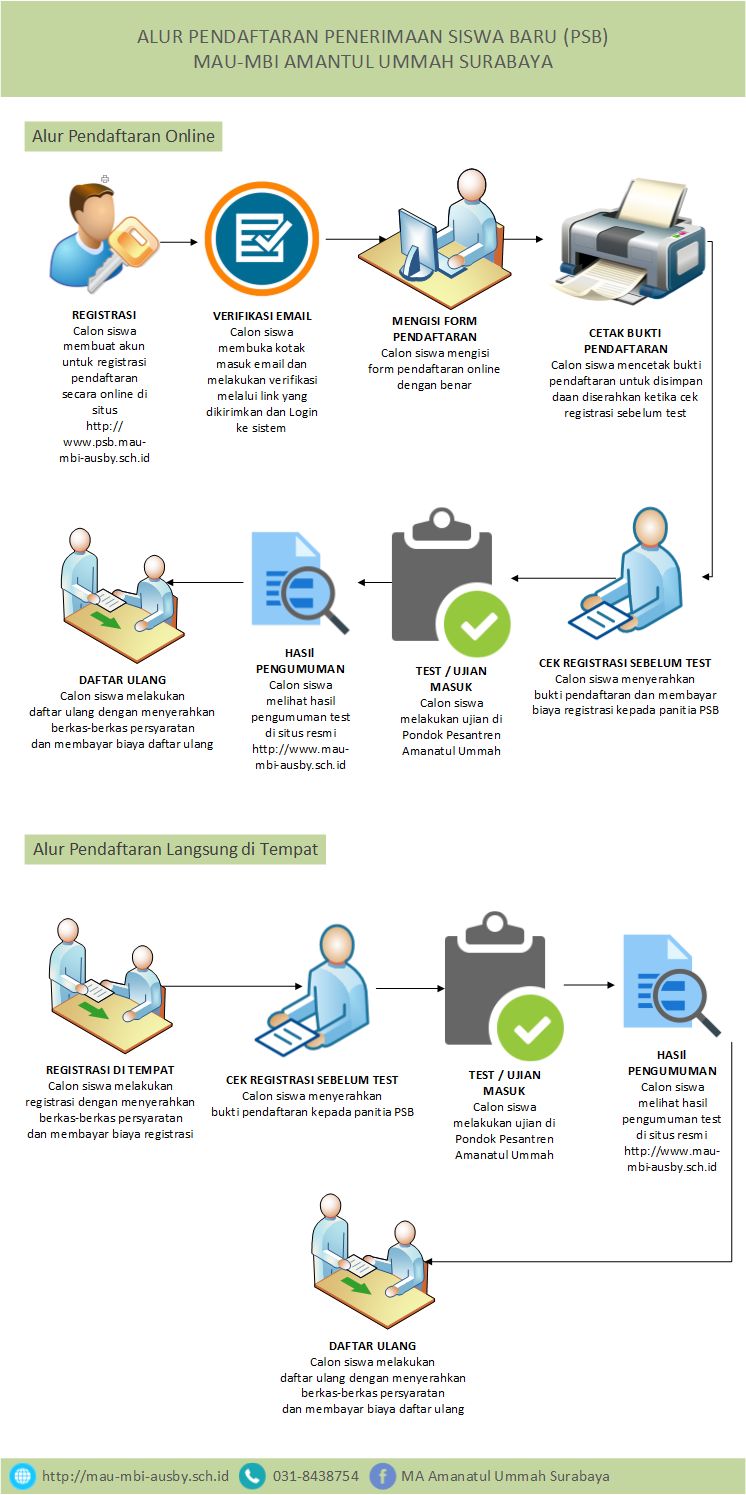 ALUR PENDAFTARAN PENERIMAAN SISWA BARU (PSB)
MAU-MBI AMANTUL UMMAH SURABAYA
Alur Pendaftaran Online
REGISTRASI
Calon siswa
membuat akun
untuk registrasi
pendaftaran
secara online di
situs
http://
www.psb.mau-
mbi-ausby.sch.id
VERIFIKASI EMAIL
Calon siswa
membuka kotak
masuk email dan
melakukan verifikasi
melalui link yang
dikirimkan dan Login
ke sistem
MENGISI FORM
PENDAFTARAN
Calon siswa mengisi
form pendaftaran online
dengan benar
CETAK BUKTI
PENDAFTARAN
Calon siswa mencetak bukti
pendaftaran untuk disimpan
daan diserahkan ketika cek
registrasi sebelum test
DAFTAR ULANG
Calon siswa melakukan
daftar ulang dengan menyerahkan
berkas-berkas persyaratan
dan membayar biaya daftar ulang
HASIl
PENGUMUMAN
Calon siswa
melihat hasil
pengumuman test
di situs resmi
http://www.mau-
mbi-ausby.sch.id
TEST / UJIAN
MASUK
Calon siswa
melakukan ujian di
Pondok Pesantren
Amanatul Ummah
CEK REGISTRASI SEBELUM TEST
Calon siswa menyerahkan
bukti pendaftaran dan membayar
biaya registrasi kepada panitia PSB
Alur Pendaftaran Langsung di Tempat
REGISTRASI DI TEMPAT
Calon siswa melakukan
registrasi dengan menyerahkan
berkas-berkas persyaratan
dan membayar biaya registrasi
CEK REGISTRASI SEBELUM TEST
Calon siswa menyerahkan
bukti pendaftaran kepada panitia PSB
TEST / UJIAN
MASUK
Calon siswa
melakukan ujian di
Pondok Pesantren
Amanatul Ummah
HASIl
PENGUMUMAN
Calon siswa
melihat hasil
pengumuman test
di situs resmi
http://www.mau-
mbi-ausby.sch.id
DAFTAR ULANG
Calon siswa melakukan
daftar ulang dengan menyerahkan
berkas-berkas persyaratan
dan membayar biaya daftar ulang
http://mau-mbi-ausby.sch.id 031-8438754 f MA Amanatul Ummah Surabaya